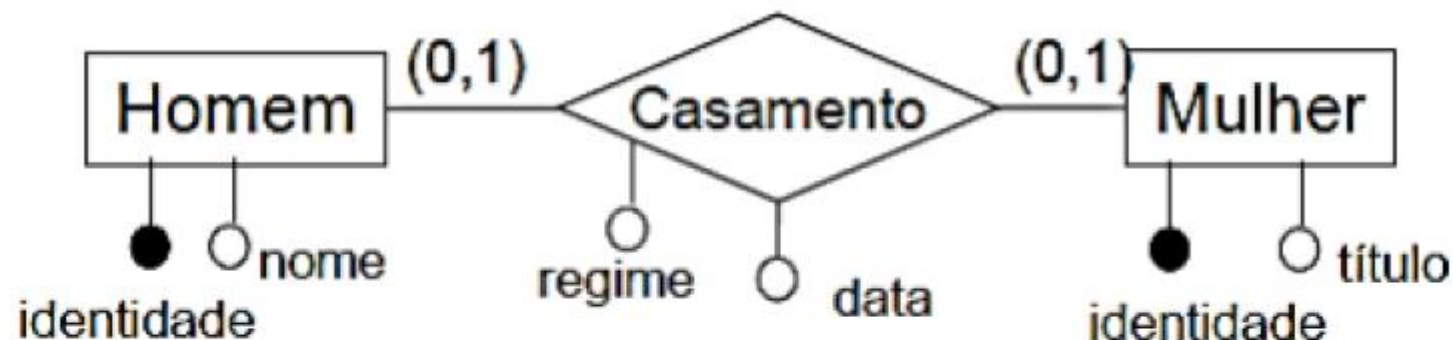 (0,1)
(0,1)
Homem
Casamento
Mulher
nome
regime
data
título
identidade
identidade